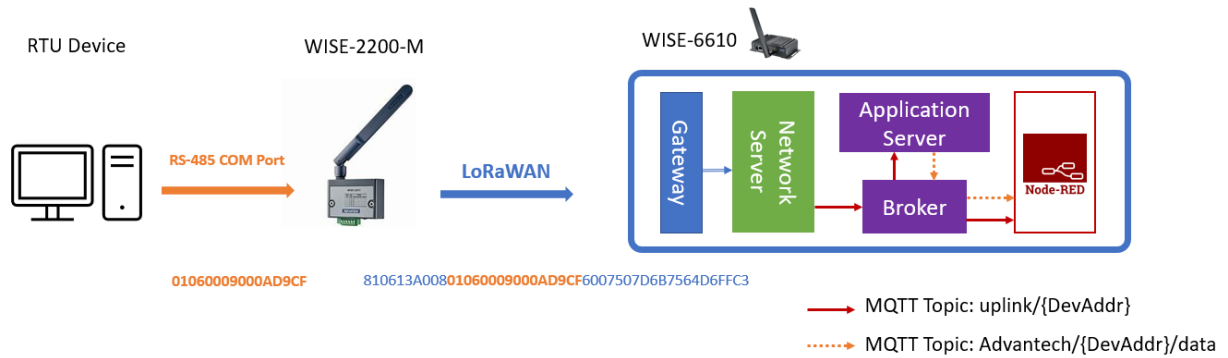 RTU Device
WISE-2200-M
WISE-6610
RS-485 COM Port
LoRaWAN
Gateway
Network
Server
Application
Server
Broker
Node-RED
01060009000AD9CF
810613A00801060009000AD9CF6007507D6B7564D6FFC3
MQTT Topic: uplink/{DevAddr}
MQTT Topic: Advantech/{DevAddr}/data